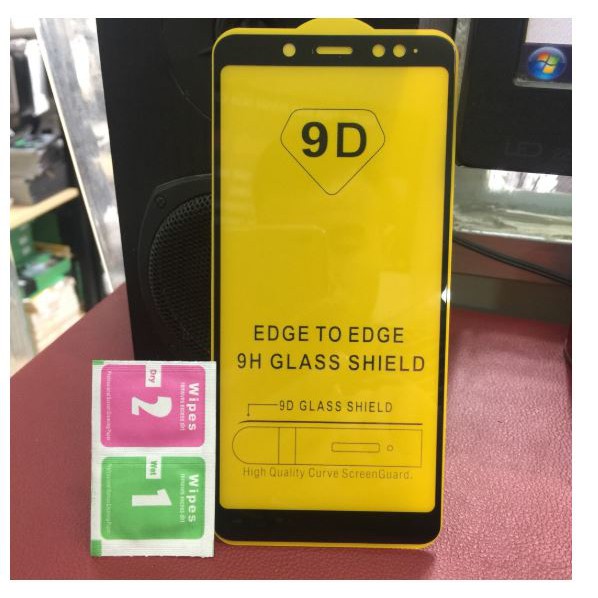 9D
EDGE TO EDGE
9H GLASS SHIELD
9D GLASS SHIELD
High Quality Curve ScreenGuard.
Wipes
Dry
2
Wipes
Wet
1